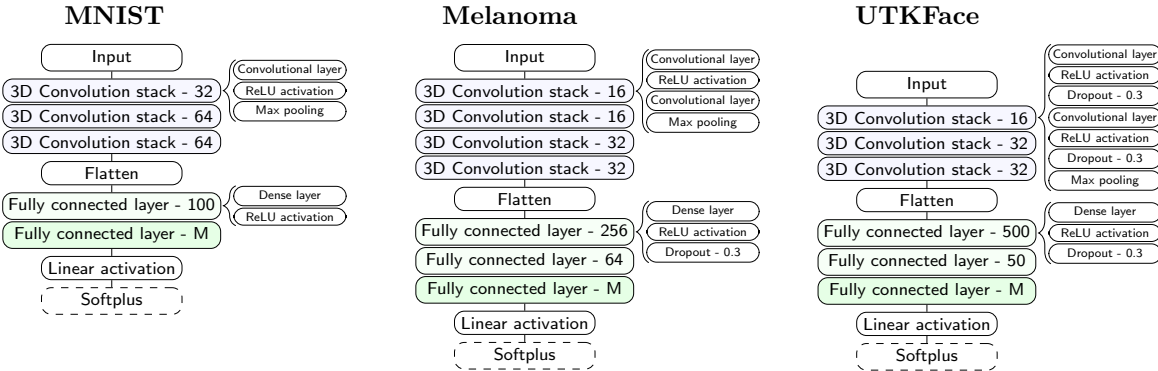 MNIST
Input
3D Convolution stack - 32
3D Convolution stack - 64
3D Convolution stack - 64
Convolutional layer
ReLU activation
Max pooling
Flatten
Fully connected layer - 100
Fully connected layer - M
Dense layer
ReLU activation
Linear activation
Softplus
Melanoma
Input
3D Convolution stack - 16
3D Convolution stack - 16
3D Convolution stack - 32
3D Convolution stack - 32
Convolutional layer
ReLU activation
Convolutional layer
Max pooling
Flatten
Fully connected layer - 256
Fully connected layer - 64
Fully connected layer - M
Dense layer
ReLU activation
Dropout - 0.3
Linear activation
Softplus
UTKFace
Input
3D Convolution stack - 16
3D Convolution stack - 32
3D Convolution stack - 32
Convolutional layer
ReLU activation
Dropout - 0.3
Convolutional layer
ReLU activation
Dropout - 0.3
Max pooling
Flatten
Fully connected layer - 500
Fully connected layer - 50
Fully connected layer - M
Dense layer
ReLU activation
Dropout - 0.3
Linear activation
Softplus